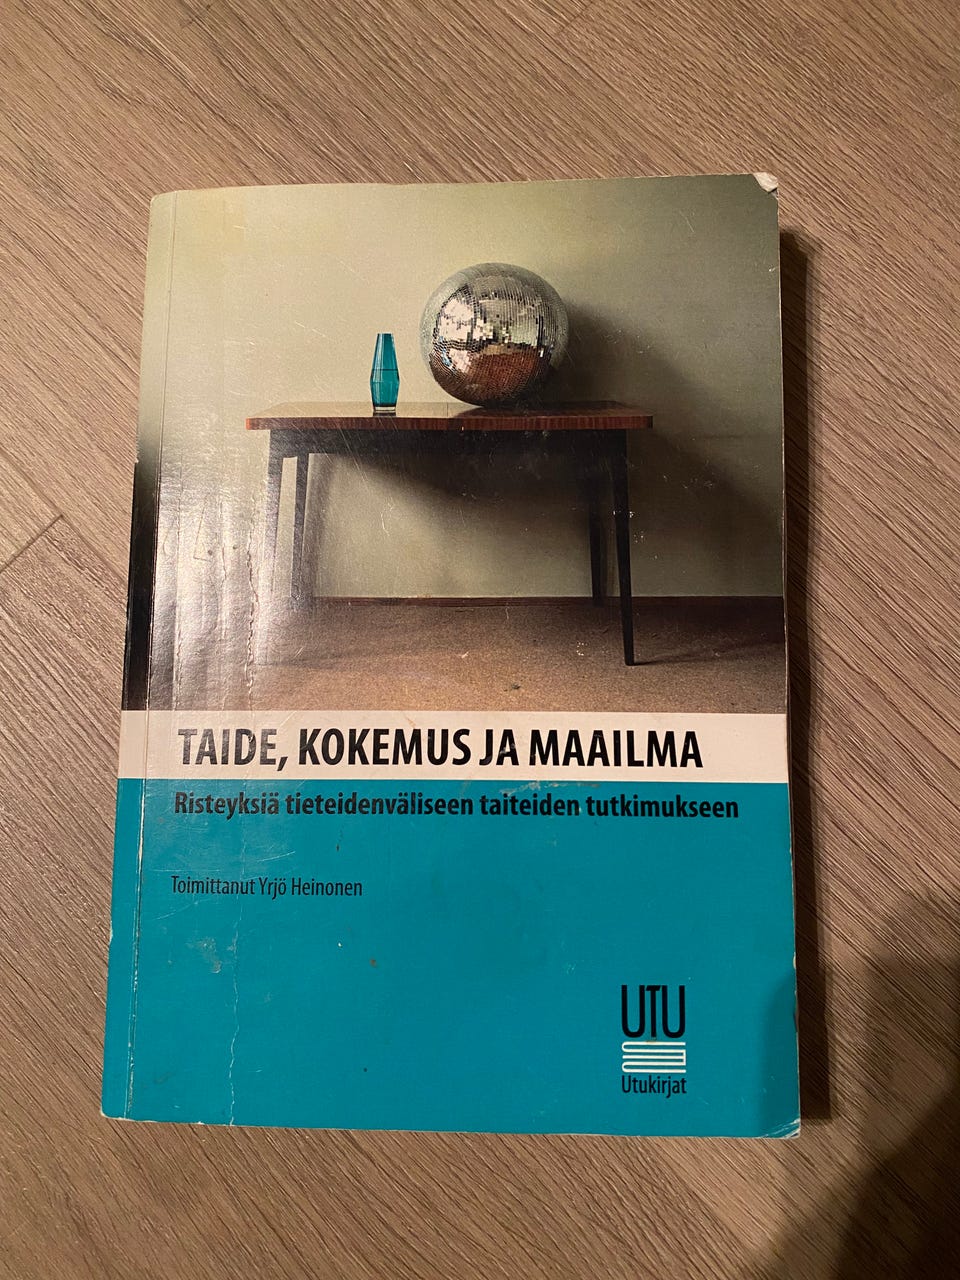 TAIDE, KOKEMUS JA MAAILMA
Risteyksiä tieteidenväliseen taiteiden tutkimukseen
Toimittanut Yrjö Heinonen
UTU
Utukirjat